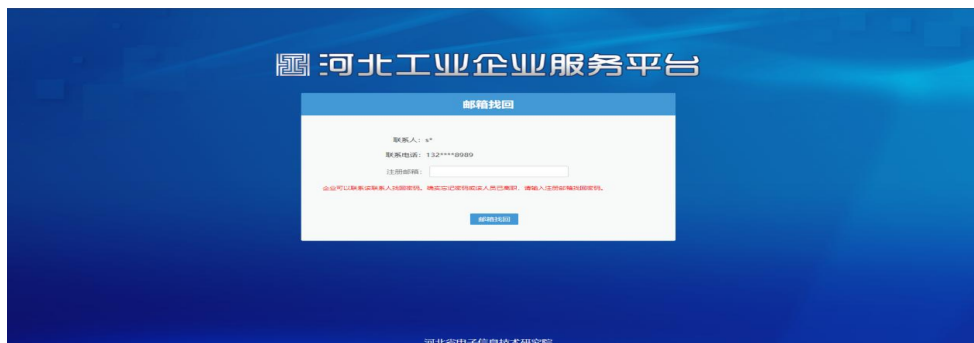 河北工业企业服务平台
邮箱找回
联系人： s*
联系电话： 132****8989
注册邮箱：
企业可以联系该联系人找回密码。确实忘记密码或该人员已离职，请输入注册邮箱找回密码。
邮箱找回
河北省电子信息技术研究院